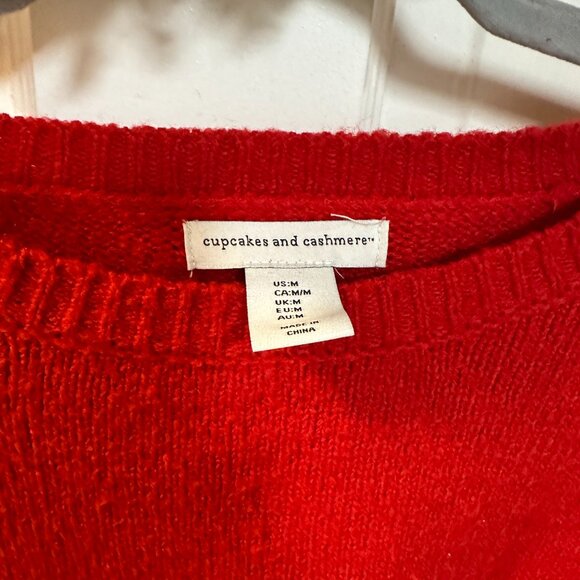 cupcakes and cashmere™
US:M
CA:M/M
UK:M
EU:M
AU:M
MADE IN
CHINA